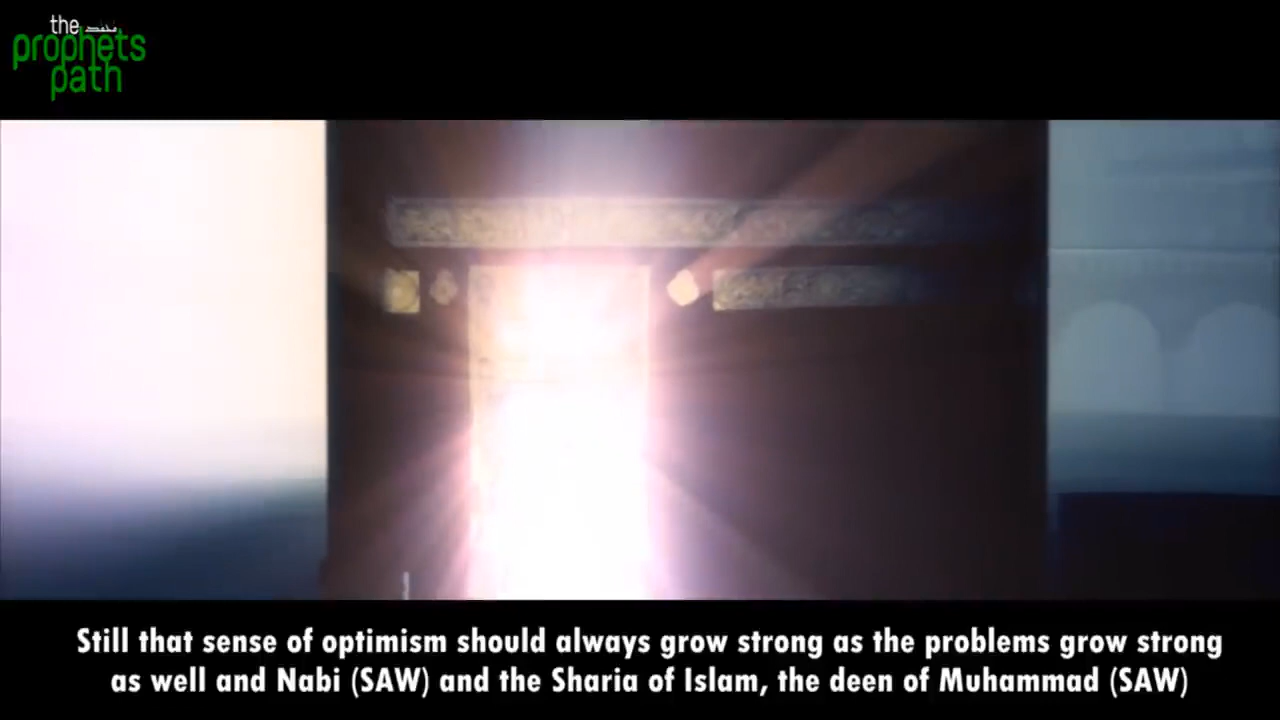 the محمد
prophets
path
Still that sense of optimism should always grow strong as the problems grow strong
as well and Nabi (SAW) and the Sharia of Islam, the deen of Muhammad (SAW)